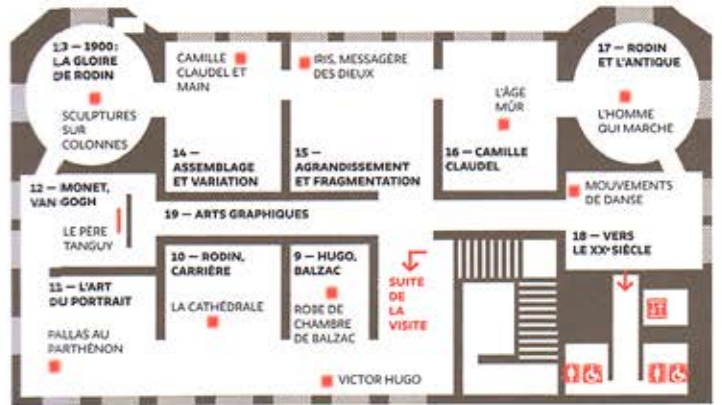 13 — 1900 :
LA GLOIRE
DE RODIN
SCULPTURES
SUR
COLONNES
CAMILLE
CLAUDEL ET
MAIN
14 —
ASSEMBLAGE
ET VARIATION
IRIS, MESSAGÈRE
DES DIEUX
15 —
AGRANDISSEMENT
ET FRAGMENTATION
L'ÂGE
MÛR
16 — CAMILLE
CLAUDEL
17 — RODIN
ET L'ANTIQUE
L'HOMME
QUI MARCHE
12 — MONET,
VAN GOGH
LE PÈRE
TANGUY
19 — ARTS GRAPHIQUES
MOUVEMENTS
DE DANSE
18 — VERS
LE XXᵉ SIÈCLE
11 — L'ART
DU PORTRAIT
PALLAS AU
PARTHÉNON
10 — RODIN,
CARRIÈRE
LA CATHÉDRALE
9 — HUGO,
BALZAC
ROBE DE
CHAMBRE
DE BALZAC
SUITE
DE
LA
VISITE
VICTOR HUGO